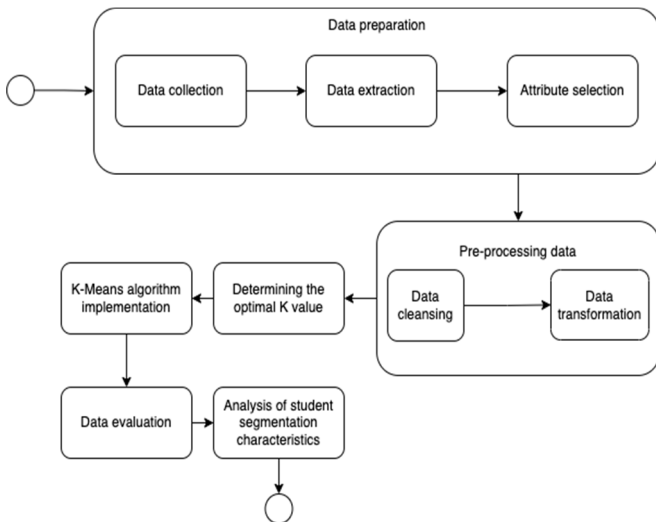 Data preparation
Data collection
Data extraction
Attribute selection
Pre-processing data
Data
cleansing
Data
transformation
Determining the
optimal K value
K-Means algorithm
implementation
Data evaluation
Analysis of student
segmentation
characteristics